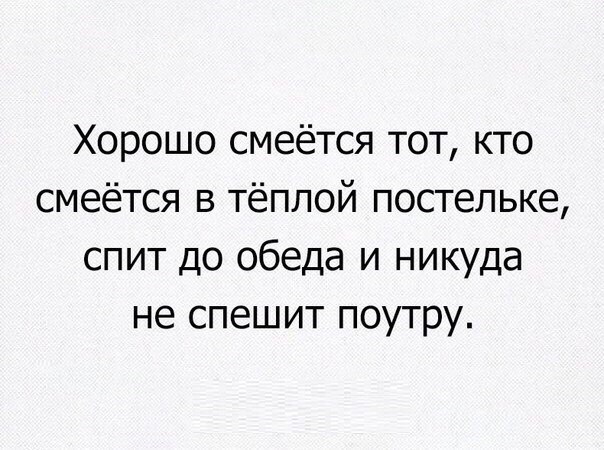 Хорошо смеётся тот, кто
смеётся в тёплой постельке,
спит до обеда и никуда
не спешит поутру.